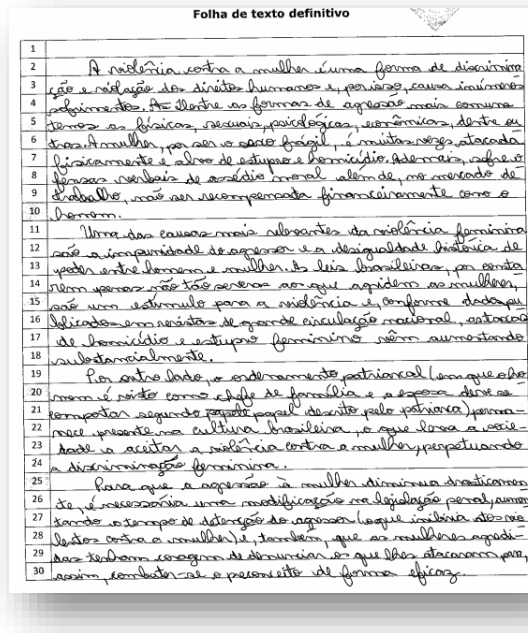 Folha de texto definitivo
1
2 A violência contra a mulher é uma forma de discrimina
3 ção e violação dos direitos humanos e, por isso, causa inúmeros
4 sofrimentos. Dentre as formas de agressão mais comuns
5 temos as físicas, sexuais, psicológicas, econômicas, dentre ou
6 tras. A mulher, por ser o sexo frágil, é muitas vezes atacada
7 fisicamente e alvo de estupro e homicídio. Ademais, sofre o
8 fensas verbais de assédio moral além de, no mercado de
9 trabalho, não ser recompensada financeiramente como o
10 homem.
11 Uma das causas mais relevantes da violência feminina
12 são a impunidade do agressor e a desigualdade histórica de
13 poder entre homem e mulher. As leis brasileiras, por conta
14 rem penas não tão severas aos que agridem as mulheres,
15 são um estímulo para a violência e, conforme dados pu
16 blicados em revistas de grande circulação nacional, as taxas
17 de homicídio e estupro feminino vêm aumentando
18 substancialmente.
19 Por outro lado, o ordenamento patriarcal (em que o ho
20 mem é visto como chefe de família e a esposa deve se
21 comportar segundo papel descrito pelo patriarca) perma-
22 nece presente na cultura brasileira, o que leva a socie-
23 dade a aceitar a violência contra a mulher, perpetuando
24 a discriminação feminina.
25 Para que a agressão à mulher diminua drasticamen
26 te, é necessária uma modificação na legislação penal, aumen
27 tando o tempo de detenção do agressor (o que inibiria atos vio
28 lentos contra a mulher) e, também, que as mulheres agredi-
29 das tenham coragem de denunciar os que lhes atacaram para,
30 assim, combater-se o preconceito de forma eficaz.